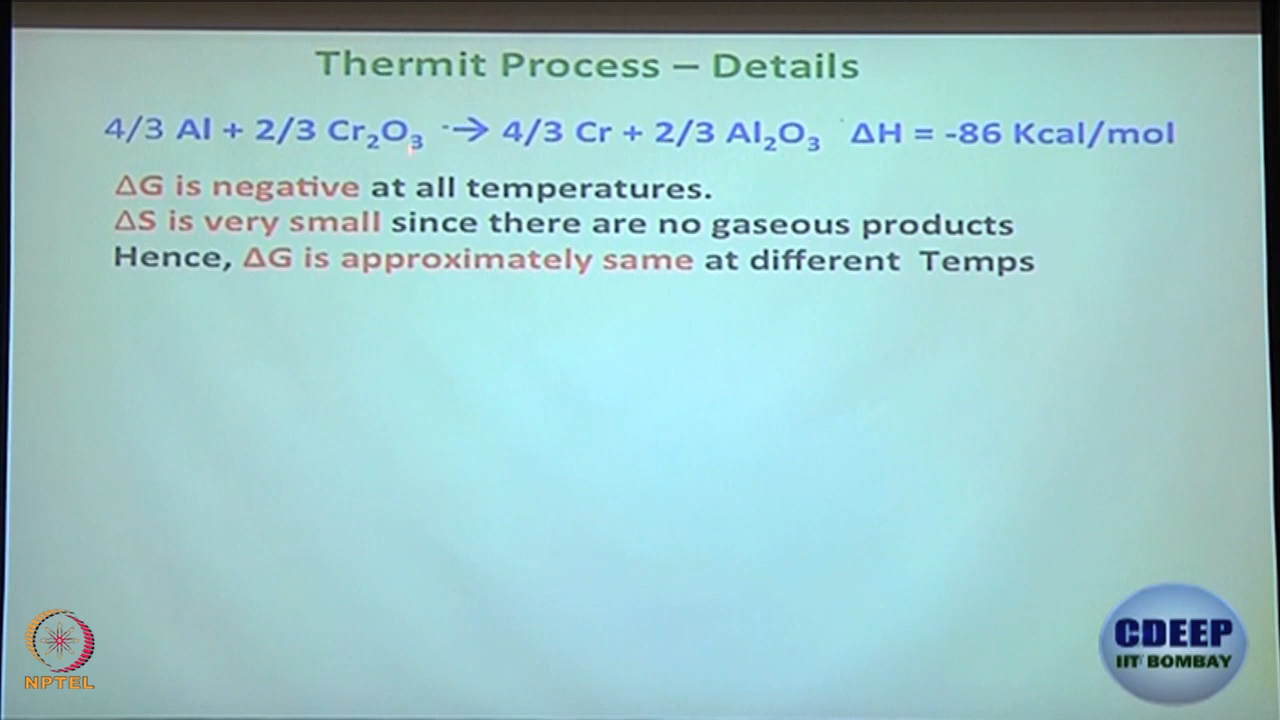 Thermit Process – Details
4/3 Al + 2/3 Cr₂O₃ → 4/3 Cr + 2/3 Al₂O₃ ΔH = -86 Kcal/mol
ΔG is negative at all temperatures.
ΔS is very small since there are no gaseous products
Hence, ΔG is approximately same at different Temps
NPTEL
CDEEP
IIT BOMBAY